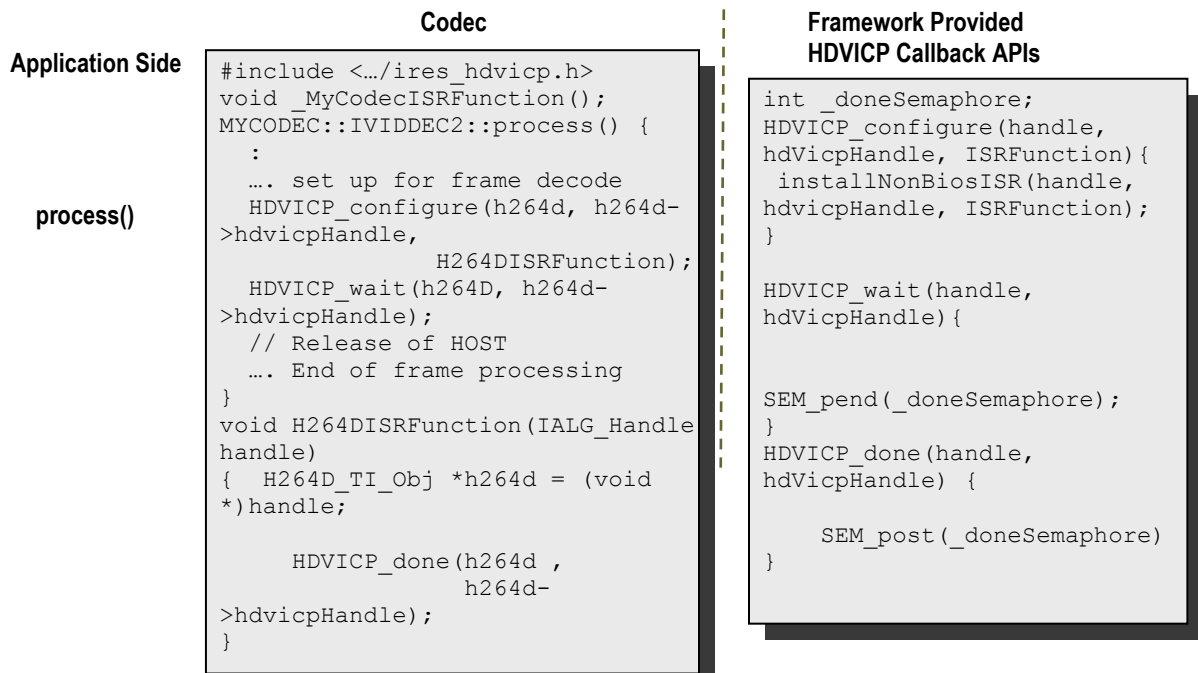 Codec
Framework Provided
HDVICP Callback APIs
Application Side
process()
#include <…/ires_hdvicp.h>
void _MyCodecISRFunction();
MYCODEC::IVIDDEC2::process() {
:
…. set up for frame decode
HDVICP_configure(h264d, h264d-
>hdvicpHandle,
H264DISRFunction);
HDVICP_wait(h264D, h264d-
>hdvicpHandle);
// Release of HOST
…. End of frame processing
}
void H264DISRFunction(IALG_Handle
handle)
{  H264D_TI_Obj *h264d = (void
*)handle;
HDVICP_done(h264d ,
h264d-
>hdvicpHandle);
}
int _doneSemaphore;
HDVICP_configure(handle,
hdVicpHandle, ISRFunction){
installNonBiosISR(handle,
hdvicpHandle, ISRFunction);
}
HDVICP_wait(handle,
hdVicpHandle){
SEM_pend(_doneSemaphore);
}
HDVICP_done(handle,
hdVicpHandle) {
SEM_post(_doneSemaphore)
}